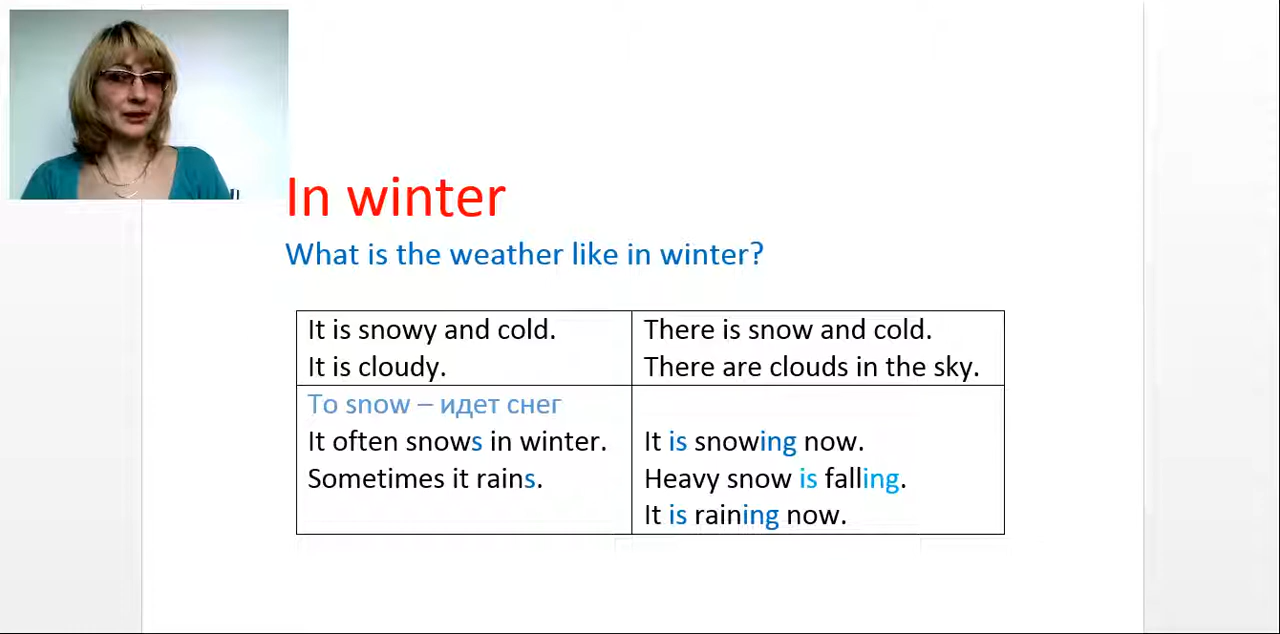 In winter
What is the weather like in winter?
It is snowy and cold.
It is cloudy.
There is snow and cold.
There are clouds in the sky.
To snow – идет снег
It often snows in winter.
Sometimes it rains.
It is snowing now.
Heavy snow is falling.
It is raining now.